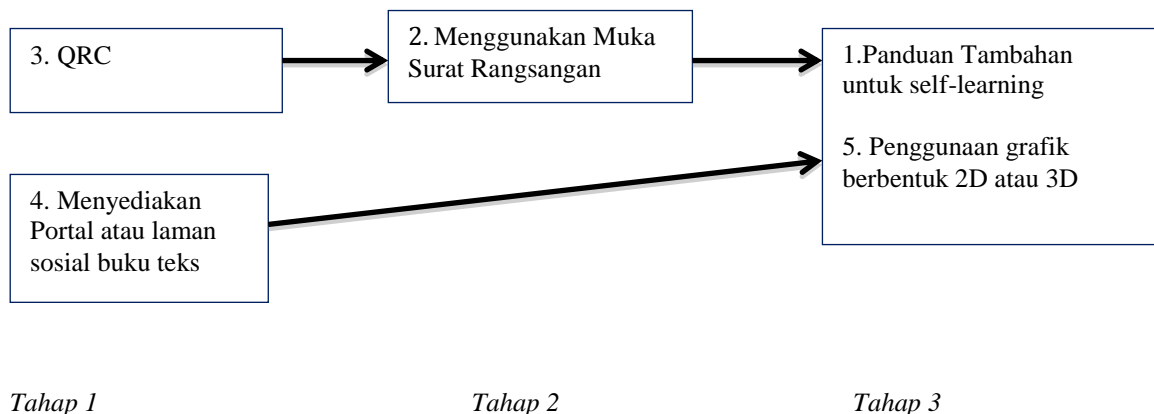 3. QRC
2. Menggunakan Muka
Surat Rangsangan
1.Panduan Tambahan
untuk self-learning
5. Penggunaan grafik
berbentuk 2D atau 3D
4. Menyediakan
Portal atau laman
sosial buku teks
Tahap 1
Tahap 2
Tahap 3